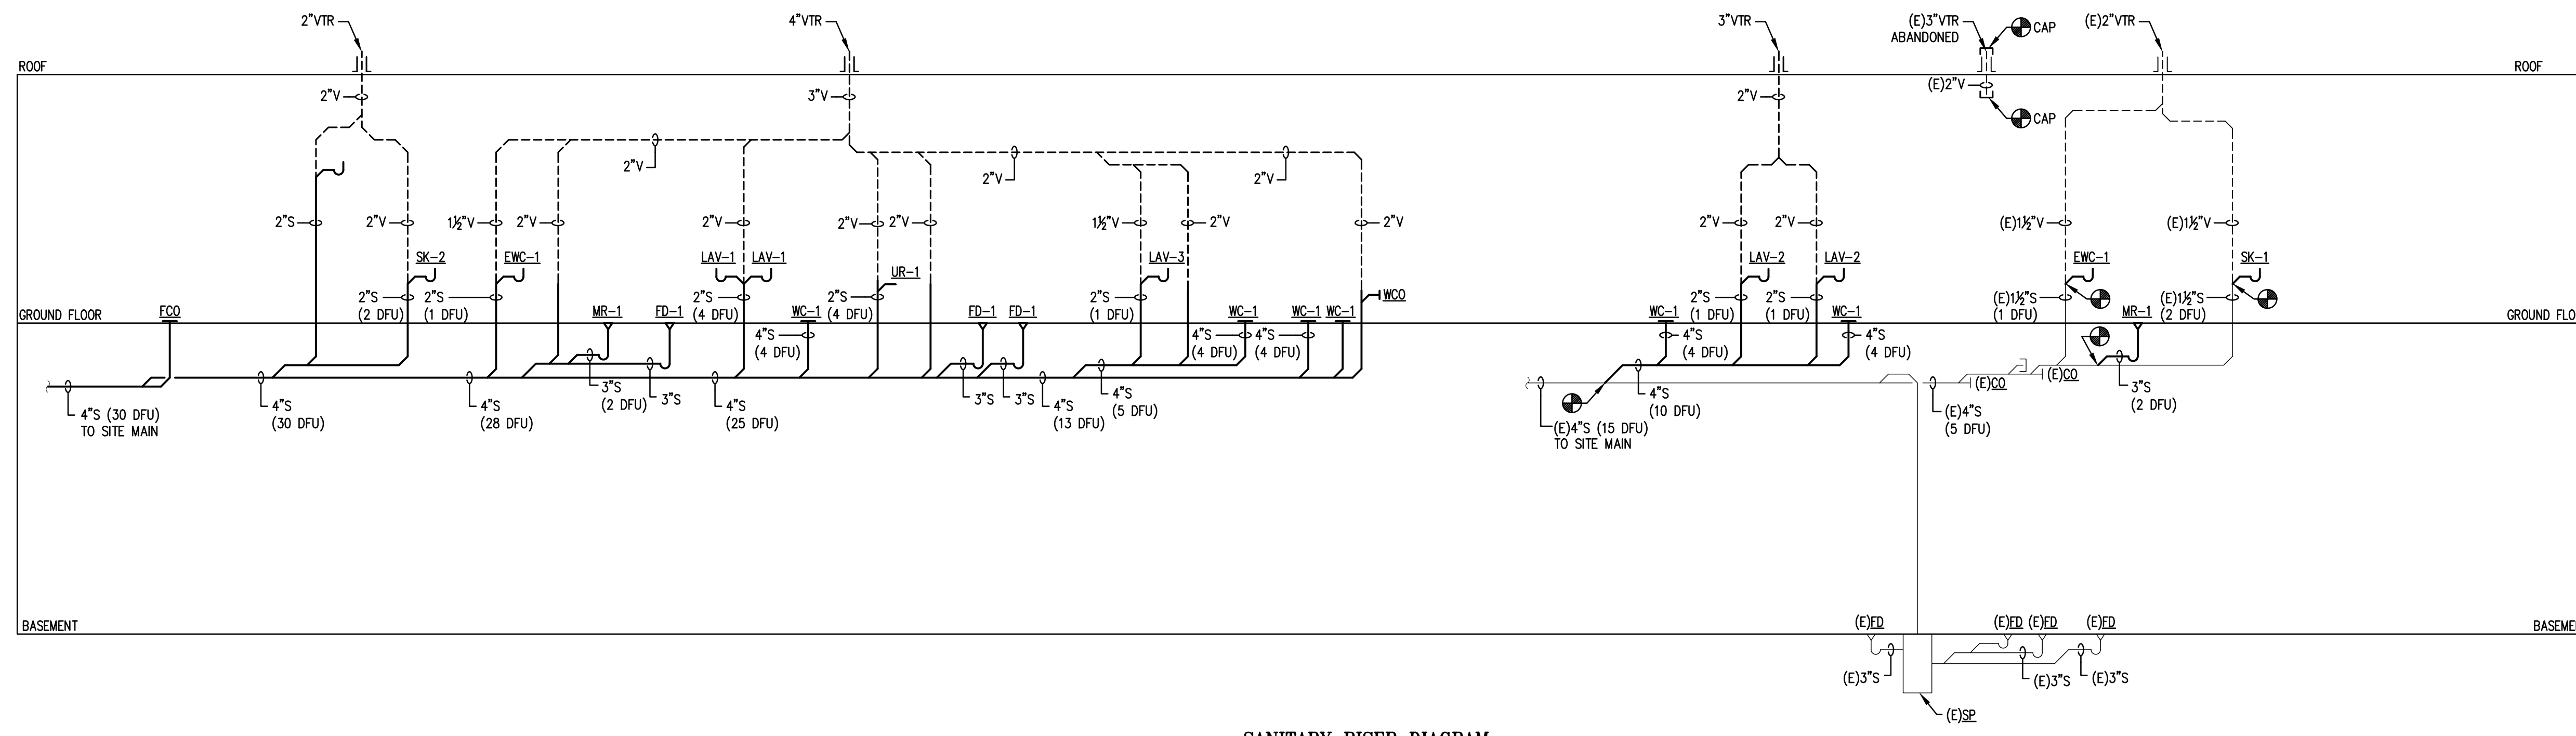 2"VTR
4"VTR
3"VTR
(E)3"VTR
ABANDONED
CAP
(E)2"VTR
ROOF
ROOF
2"V
3"V
2"V
(E)2"V
CAP
2"V
2"V
2"V
2"S
2"V
1½"V
2"V
2"V
2"V
2"V
1½"V
2"V
2"V
2"V
2"V
(E)1½"V
(E)1½"V
SK-2
EWC-1
LAV-1
LAV-1
UR-1
LAV-3
LAV-2
LAV-2
EWC-1
SK-1
WCO
2"S
(2 DFU)
2"S
(1 DFU)
2"S
(4 DFU)
2"S
(4 DFU)
2"S
(1 DFU)
2"S
(1 DFU)
2"S
(1 DFU)
(E)1½"S
(1 DFU)
(E)1½"S
(2 DFU)
GROUND FLOOR
FCO
MR-1
FD-1
WC-1
FD-1
FD-1
WC-1
WC-1
WC-1
WC-1
WC-1
MR-1
GROUND FLO
4"S
(4 DFU)
4"S
(4 DFU)
4"S
(4 DFU)
4"S
(4 DFU)
4"S
(4 DFU)
4"S (30 DFU)
TO SITE MAIN
4"S
(30 DFU)
4"S
(28 DFU)
3"S
(2 DFU)
3"S
4"S
(25 DFU)
3"S
3"S
4"S
(13 DFU)
4"S
(5 DFU)
(E)4"S (15 DFU)
TO SITE MAIN
4"S
(10 DFU)
(E)CO
(E)4"S
(5 DFU)
(E)CO
3"S
(2 DFU)
BASEMENT
(E)FD
(E)FD
(E)FD
(E)FD
BASEME
(E)3"S
(E)3"S
(E)3"S
(E)SP
SANITARY RISER DIAGRAM